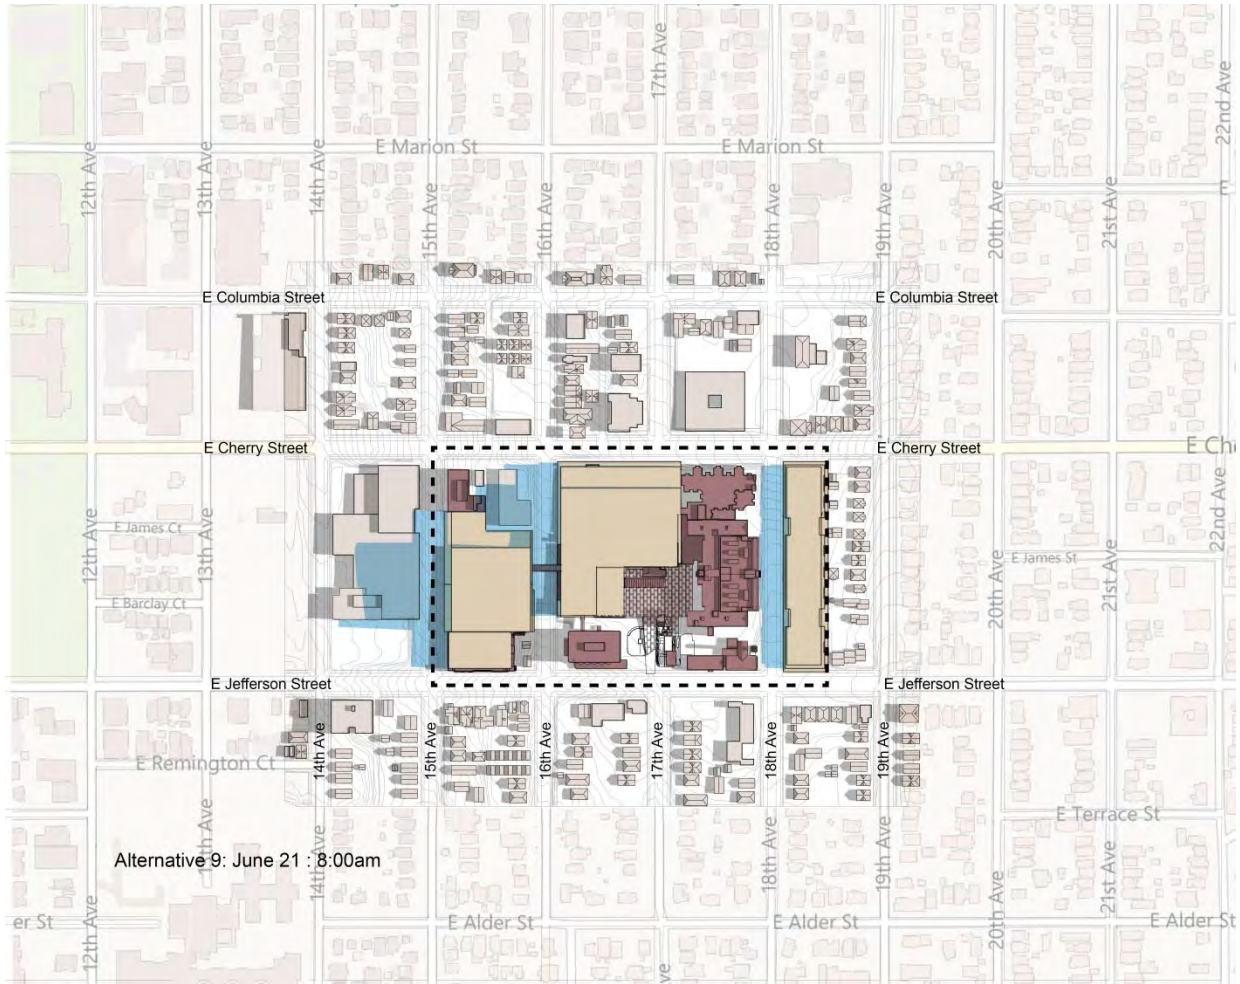 17th Ave
22nd Ave
E Marion St
E Marion St
12th Ave
13th Ave
14th Ave
15th Ave
16th Ave
18th Ave
19th Ave
20th Ave
21st Ave
E
E Columbia Street
E Columbia Street
E Cherry Street
E Cherry Street
E Che
12th Ave
13th Ave
E James Ct
E Barclay Ct
20th Ave
E James St
21st Ave
22nd Ave
E Jefferson Street
E Jefferson Street
14th Ave
15th Ave
16th Ave
17th Ave
18th Ave
19th Ave
E Remington Ct
E Terrace St
Alternative 9: June 21 : 8:00am
12th Ave
13th Ave
14th Ave
18th Ave
19th Ave
20th Ave
21st Ave
er St
E Alder St
E Alder St
E Alder St
ve